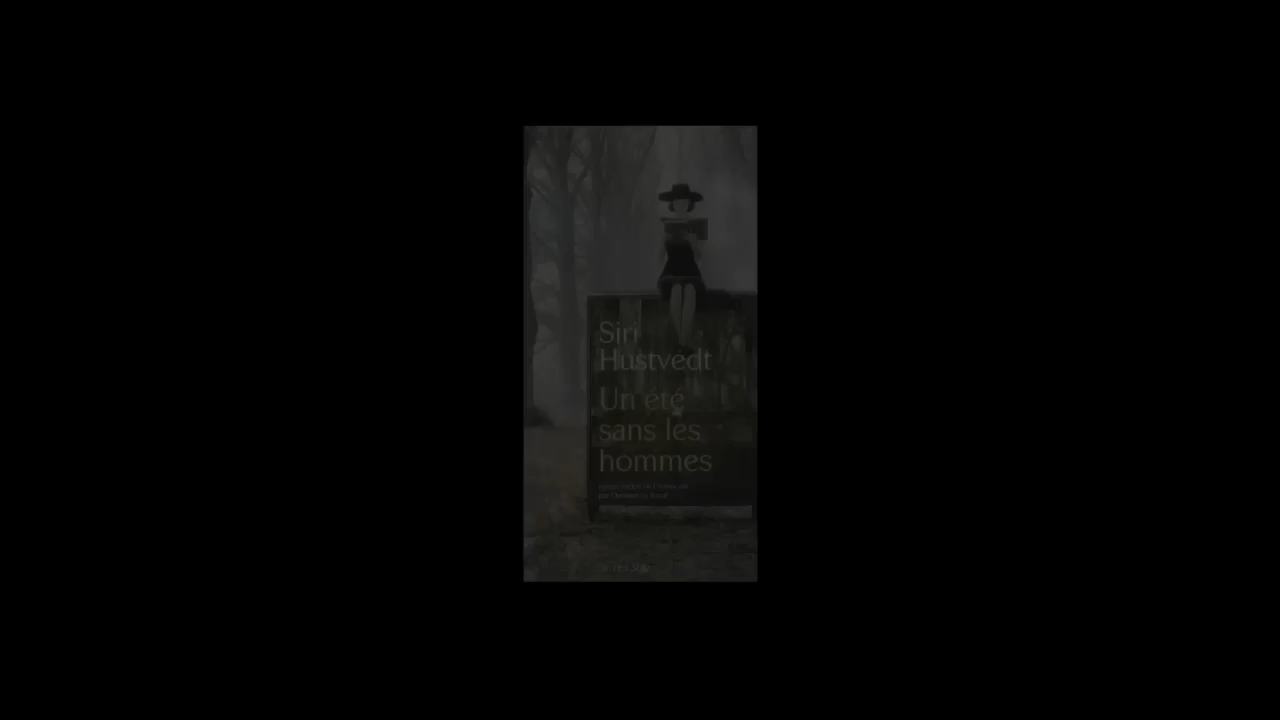 Siri
Hustvedt
Un été
sans les
hommes